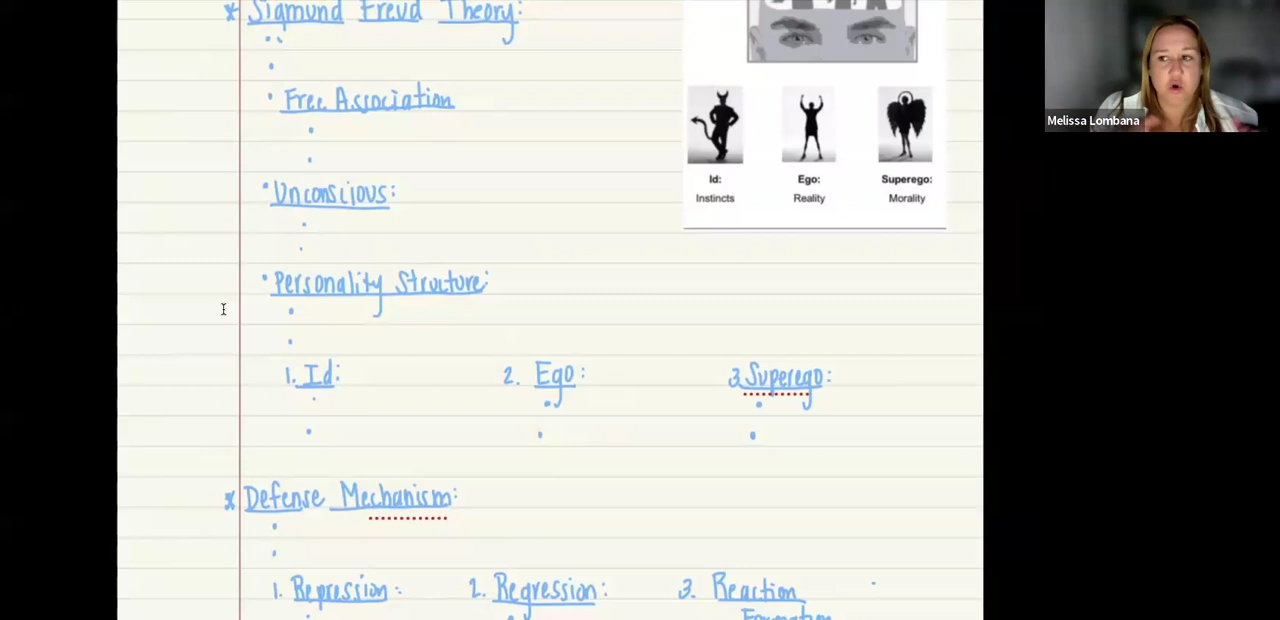 * Sigmund Freud Theory:
• Free Association
• Unconscious:
• Personality Structure:
1. Id:
2. Ego:
3. Superego:
* Defense Mechanism:
1. Repression:
2. Regression:
3. Reaction
Formation
Id:
Instincts
Ego:
Reality
Superego:
Morality
Melissa Lombana